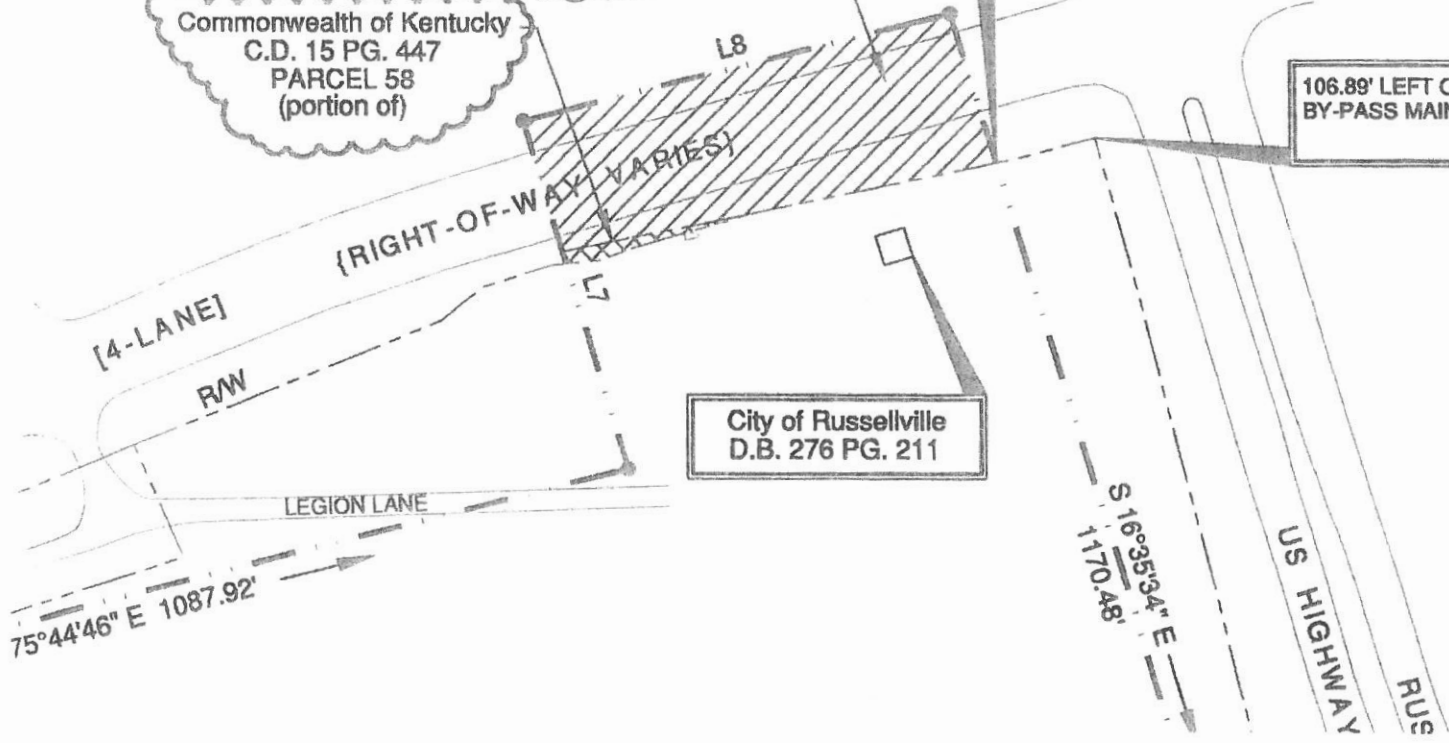 Commonwealth of Kentucky
C.D. 15 PG. 447
PARCEL 58
(portion of)
L8
106.89' LEFT
BY-PASS
{RIGHT-OF-WAY VARIES]
[4-LANE]
L7
R/W
City of Russellville
D.B. 276 PG. 211
LEGION LANE
75°44'46" E 1087.92'
S 16°35'34" E
1170.48'
US HIGHWAY
RUS